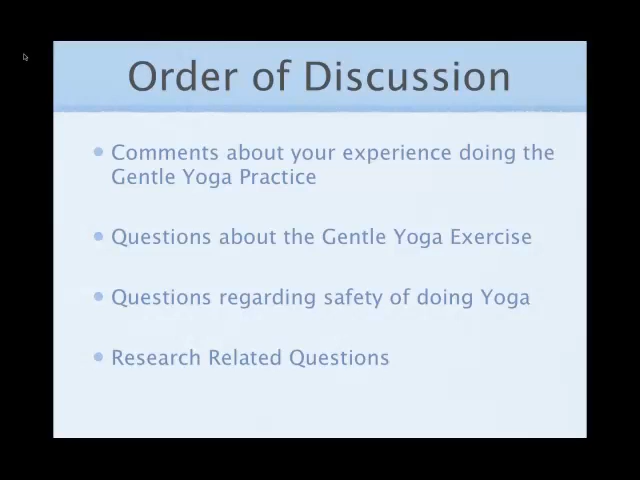 Order of Discussion
Comments about your experience doing the
Gentle Yoga Practice
Questions about the Gentle Yoga Exercise
Questions regarding safety of doing Yoga
Research Related Questions